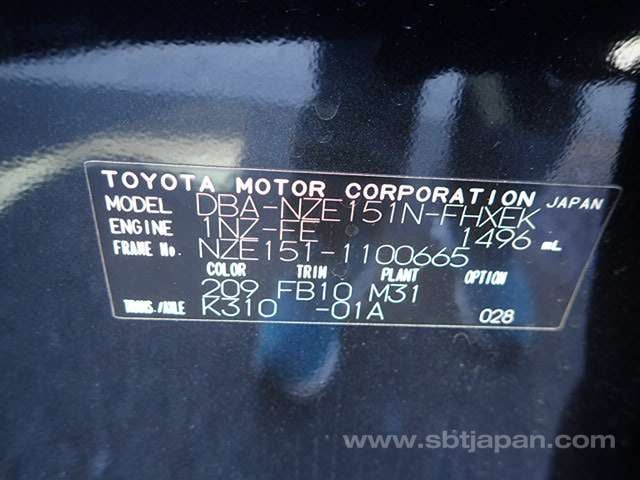 TOYOTA MOTOR CORPORATION JAPAN
MODEL DBA-NZE151N-FHXEK
ENGINE 1NZ-FE 1496 mL
FRAME No. NZE151-1100665
COLOR TRIM PLANT OPTION
209 FB10 M31
TRANS./AXLE K310 -01A 028
www.sbtjapan.com